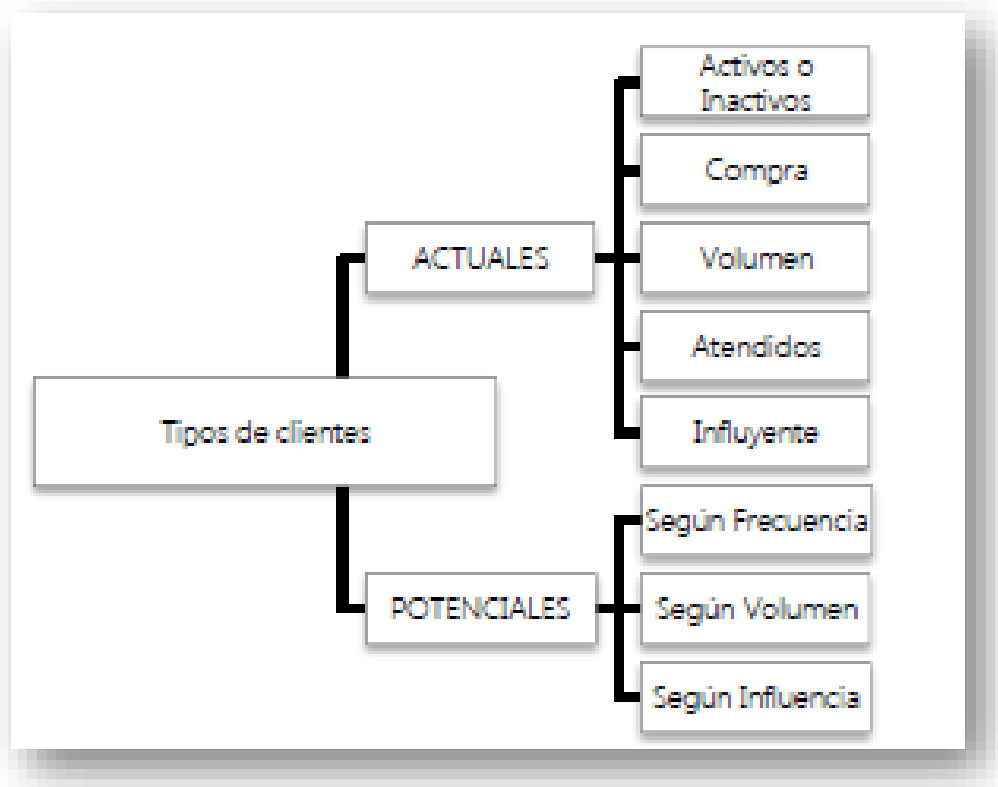 Tipos de clientes
ACTUALES
Activos o
Inactivos
Compra
Volumen
Atendidos
Influyente
POTENCIALES
Según Frecuencia
Según Volumen
Según Influencia